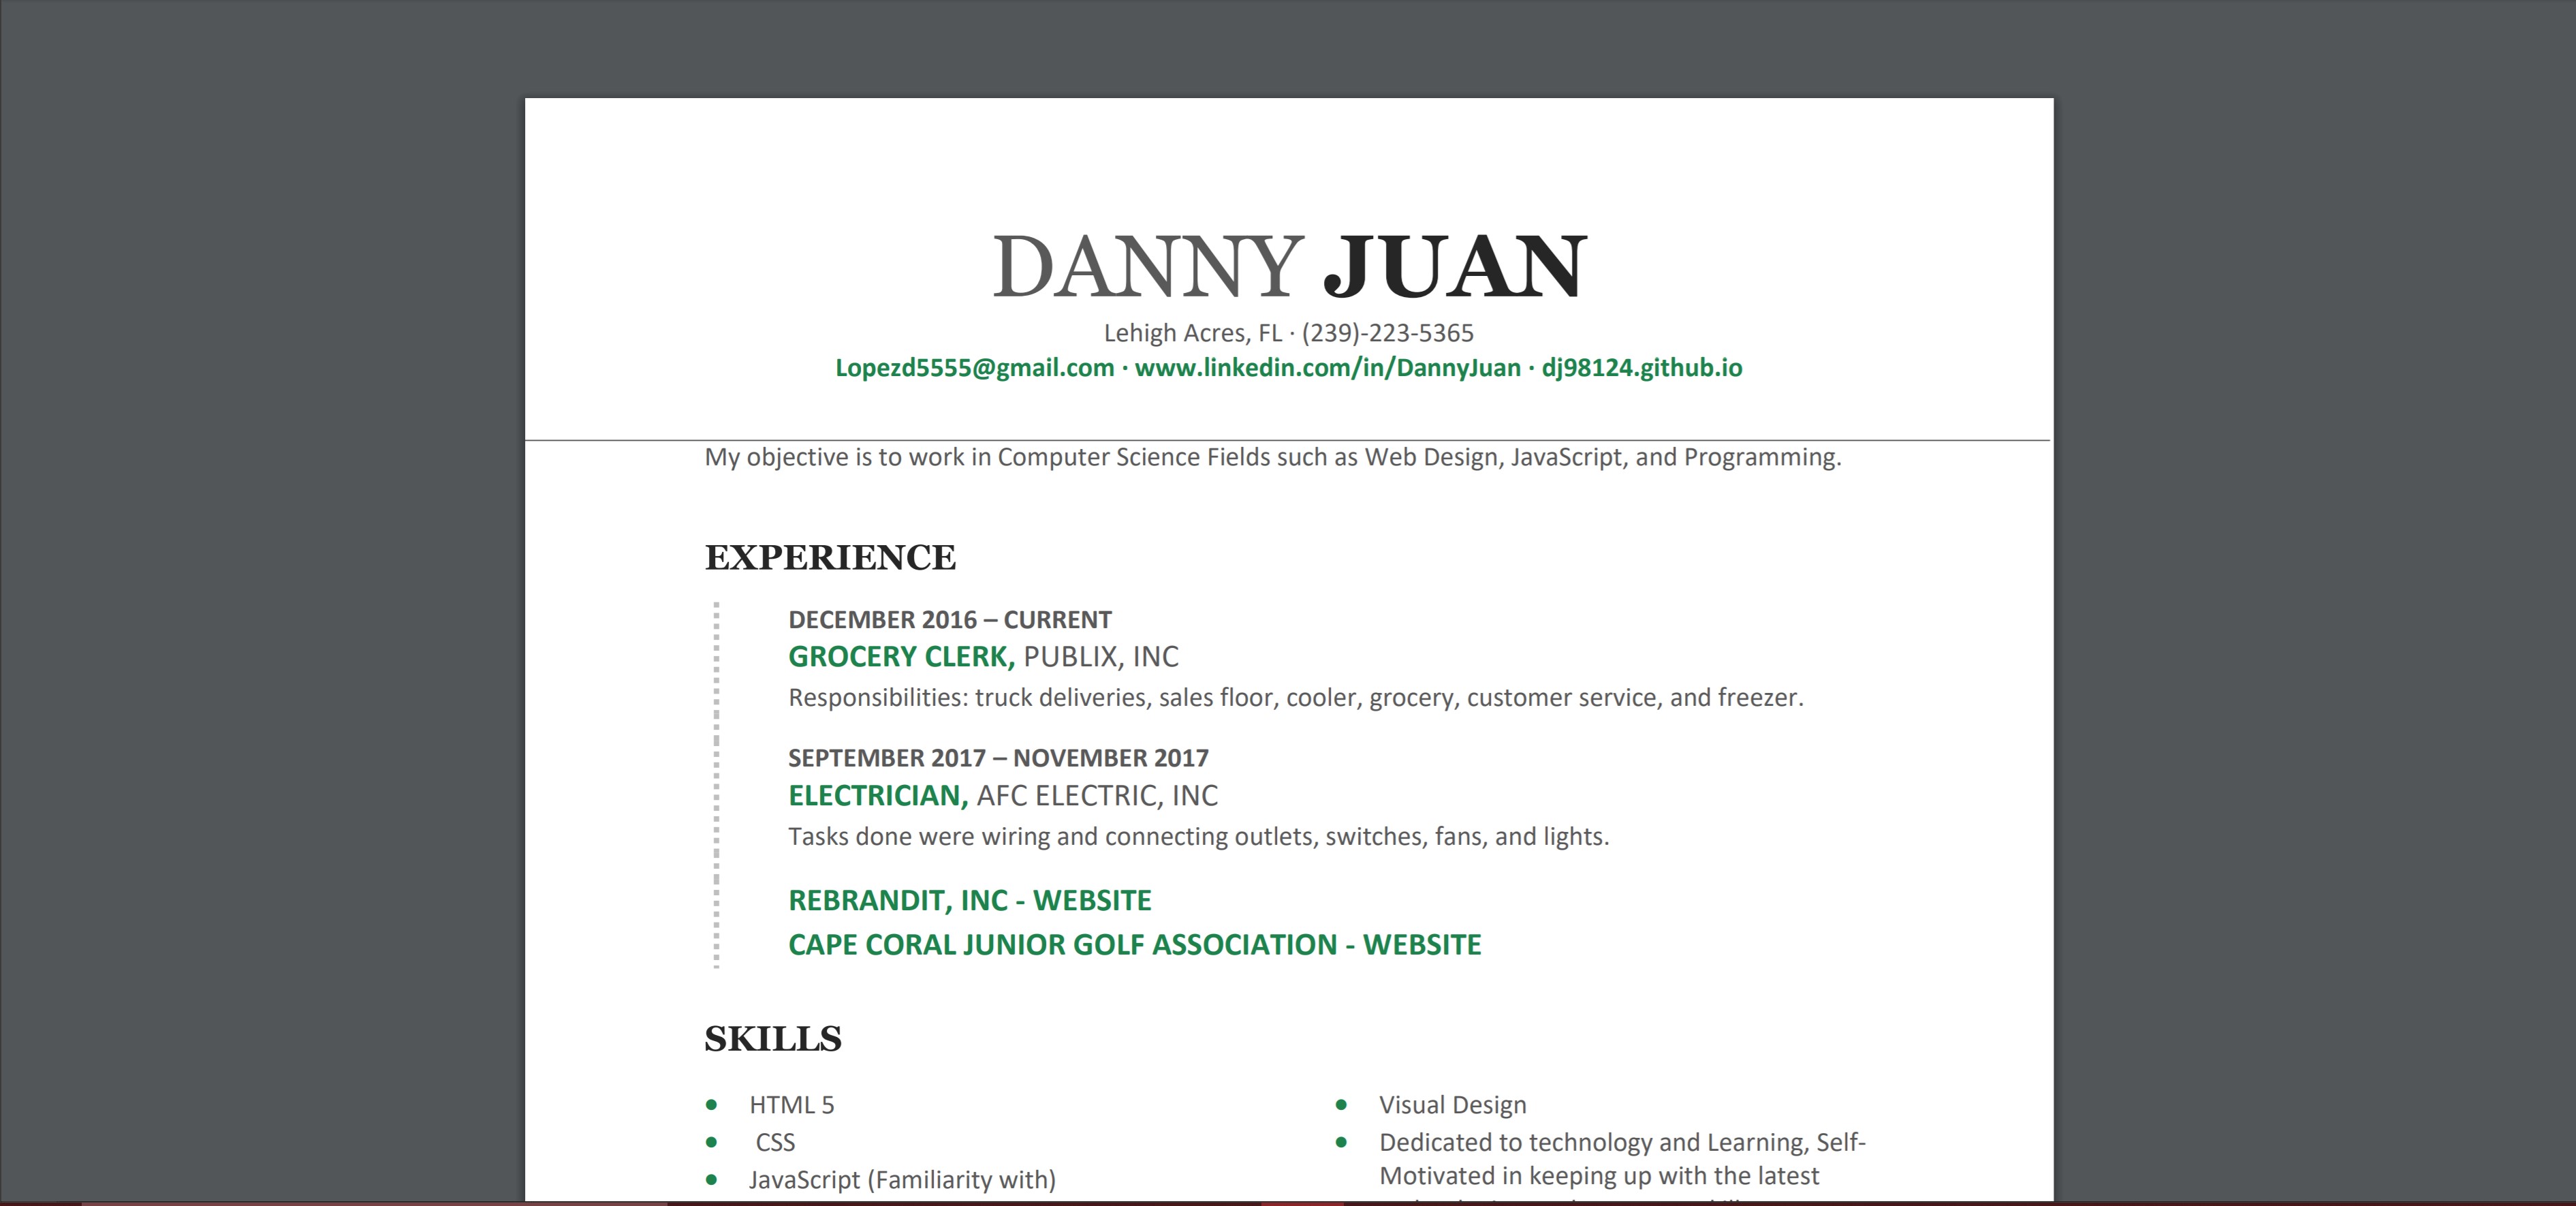 DANNY JUAN
Lehigh Acres, FL · (239)-223-5365
Lopezd5555@gmail.com · www.linkedin.com/in/DannyJuan · dj98124.github.io
My objective is to work in Computer Science Fields such as Web Design, JavaScript, and Programming.
EXPERIENCE
DECEMBER 2016 – CURRENT
GROCERY CLERK, PUBLIX, INC
Responsibilities: truck deliveries, sales floor, cooler, grocery, customer service, and freezer.
SEPTEMBER 2017 – NOVEMBER 2017
ELECTRICIAN, AFC ELECTRIC, INC
Tasks done were wiring and connecting outlets, switches, fans, and lights.
REBRANDIT, INC - WEBSITE
CAPE CORAL JUNIOR GOLF ASSOCIATION - WEBSITE
SKILLS
• HTML 5
• CSS
• JavaScript (Familiarity with)
• Visual Design
• Dedicated to technology and Learning, Self-
Motivated in keeping up with the latest